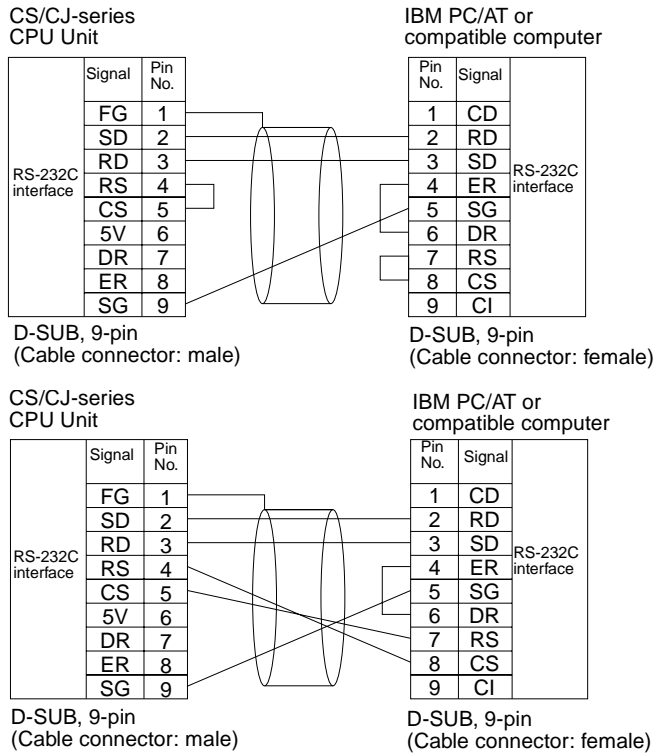 CS/CJ-series
CPU Unit
IBM PC/AT or
compatible computer
RS-232C
interface
Signal Pin
No.
FG 1
SD 2
RD 3
RS 4
CS 5
5V 6
DR 7
ER 8
SG 9
Pin
No. Signal
1 CD
2 RD
3 SD
4 ER
5 SG
6 DR
7 RS
8 CS
9 CI
RS-232C
interface
D-SUB, 9-pin
(Cable connector: male)
D-SUB, 9-pin
(Cable connector: female)
CS/CJ-series
CPU Unit
IBM PC/AT or
compatible computer
RS-232C
interface
Signal Pin
No.
FG 1
SD 2
RD 3
RS 4
CS 5
5V 6
DR 7
ER 8
SG 9
Pin
No. Signal
1 CD
2 RD
3 SD
4 ER
5 SG
6 DR
7 RS
8 CS
9 CI
RS-232C
interface
D-SUB, 9-pin
(Cable connector: male)
D-SUB, 9-pin
(Cable connector: female)